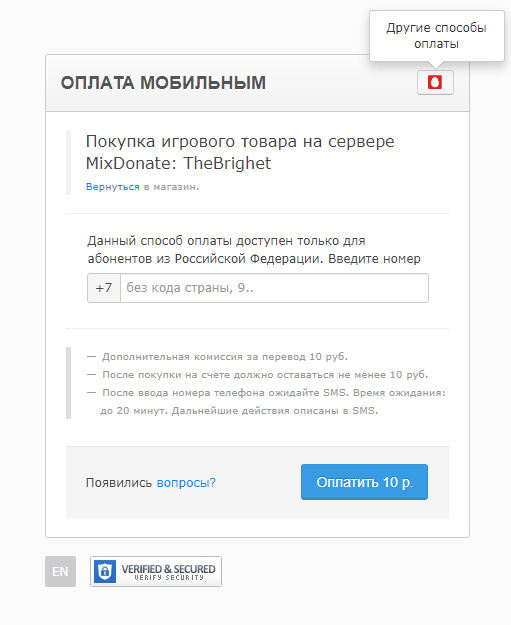 Другие способы
оплаты
ОПЛАТА МОБИЛЬНЫМ
Покупка игрового товара на сервере
MixDonate: TheBrighet
Вернуться в магазин.
Данный способ оплаты доступен только для
абонентов из Российской Федерации. Введите номер
+7 без кода страны, 9..
— Дополнительная комиссия за перевод 10 руб.
— После покупки на счете должно оставаться не менее 10 руб.
— После ввода номера телефона ожидайте SMS. Время ожидания:
до 20 минут. Дальнейшие действия описаны в SMS.
Появились вопросы? Оплатить 10 р.
EN VERIFIED & SECURED
VERIFY SECURITY